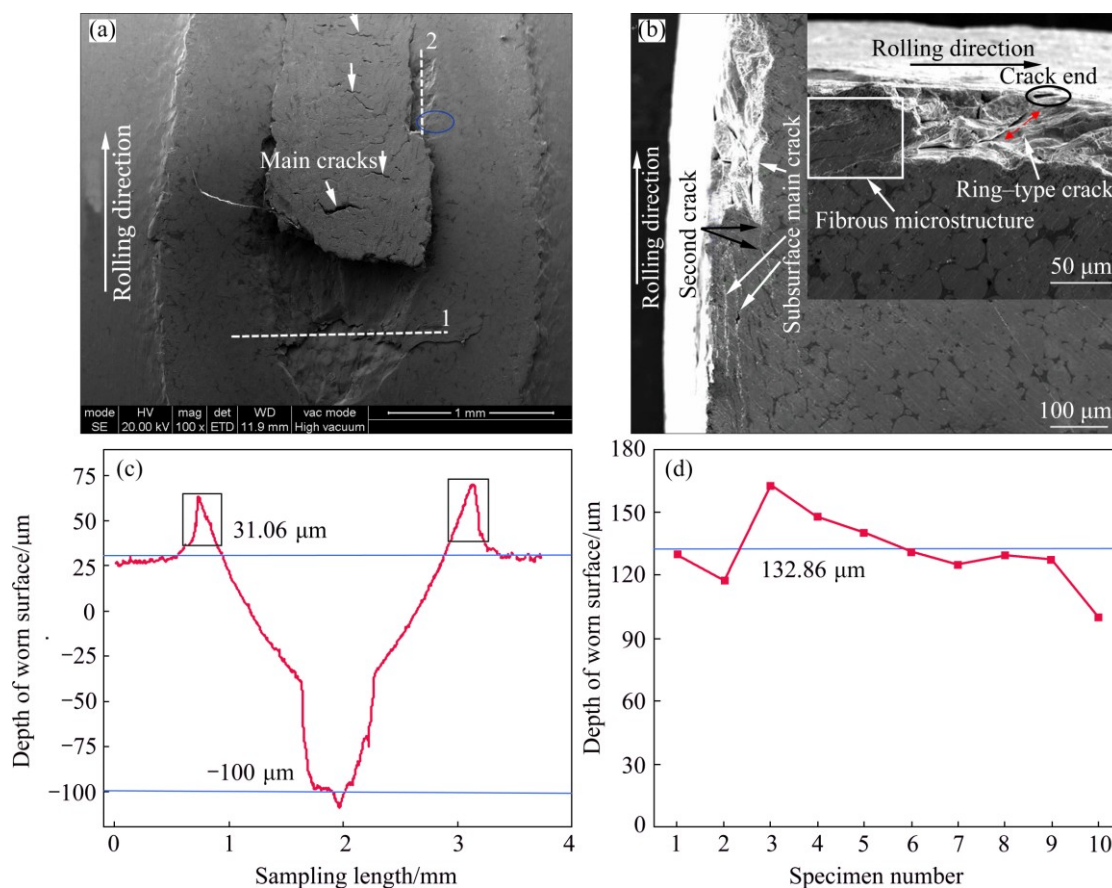 (a)
2
Main cracks
Rolling direction
1
mode HV mag det WD vac mode
SE 20.00 kV 100 x ETD 11.9 mm High vacuum
1 mm
(b)
Rolling direction
Crack end
Ring–type crack
Fibrous microstructure
50 μm
Rolling direction
Second crack
Subsurface main crack
100 μm
(c)
75
50
25
0
−25
−50
−75
−100
Depth of worn surface/μm
31.06 μm
−100 μm
0 1 2 3 4
Sampling length/mm
(d)
180
150
120
90
60
30
0
Depth of worn surface/μm
132.86 μm
1 2 3 4 5 6 7 8 9 10
Specimen number